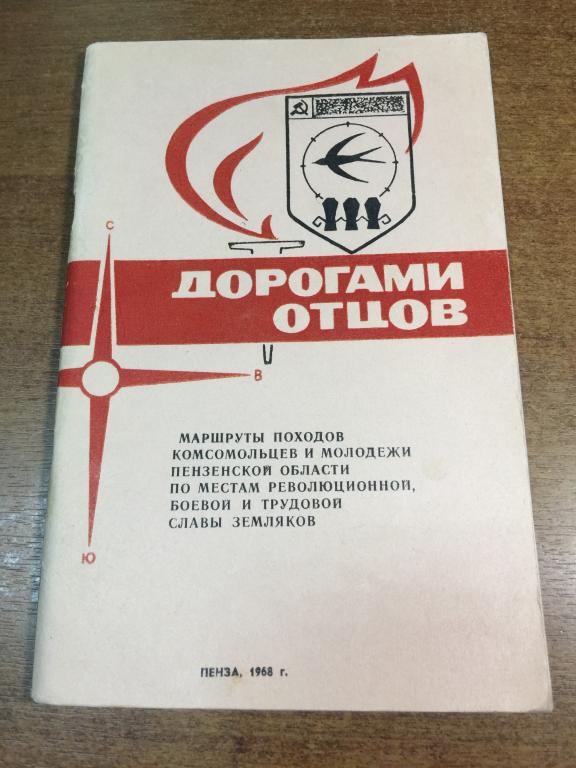 С
ДОРОГАМИ
ОТЦОВ
В
МАРШРУТЫ ПОХОДОВ
КОМСОМОЛЬЦЕВ И МОЛОДЕЖИ
ПЕНЗЕНСКОЙ ОБЛАСТИ
ПО МЕСТАМ РЕВОЛЮЦИОННОЙ,
БОЕВОЙ И ТРУДОВОЙ
СЛАВЫ ЗЕМЛЯКОВ
Ю
ПЕНЗА, 1968 г.